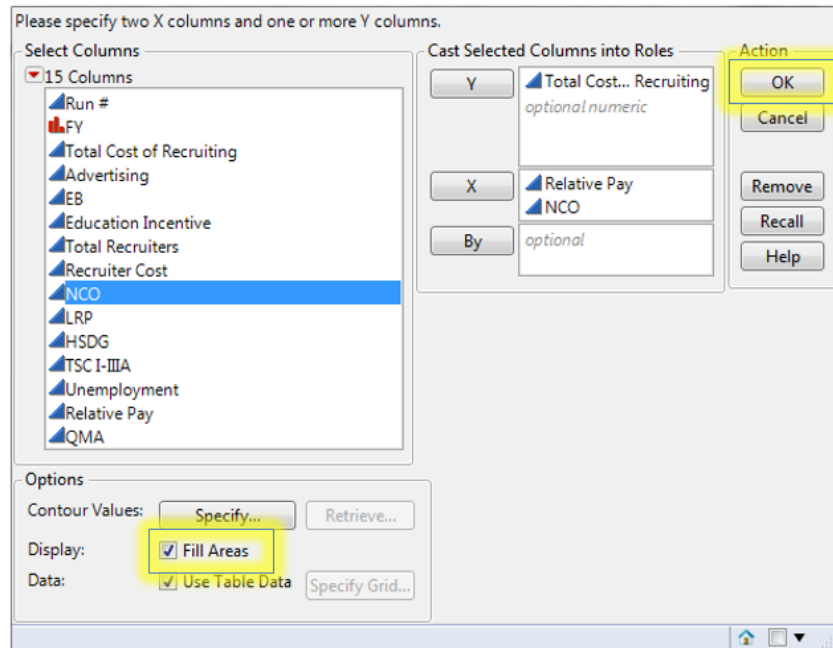 Please specify two X columns and one or more Y columns.
Select Columns
15 Columns
Run #
FY
Total Cost of Recruiting
Advertising
EB
Education Incentive
Total Recruiters
Recruiter Cost
NCO
LRP
HSDG
TSC I-IIIA
Unemployment
Relative Pay
QMA
Cast Selected Columns into Roles
Y
Total Cost... Recruiting
optional numeric
X
Relative Pay
NCO
By
optional
Action
OK
Cancel
Remove
Recall
Help
Options
Contour Values: Specify... Retrieve...
Display: Fill Areas
Data: Use Table Data Specify Grid...